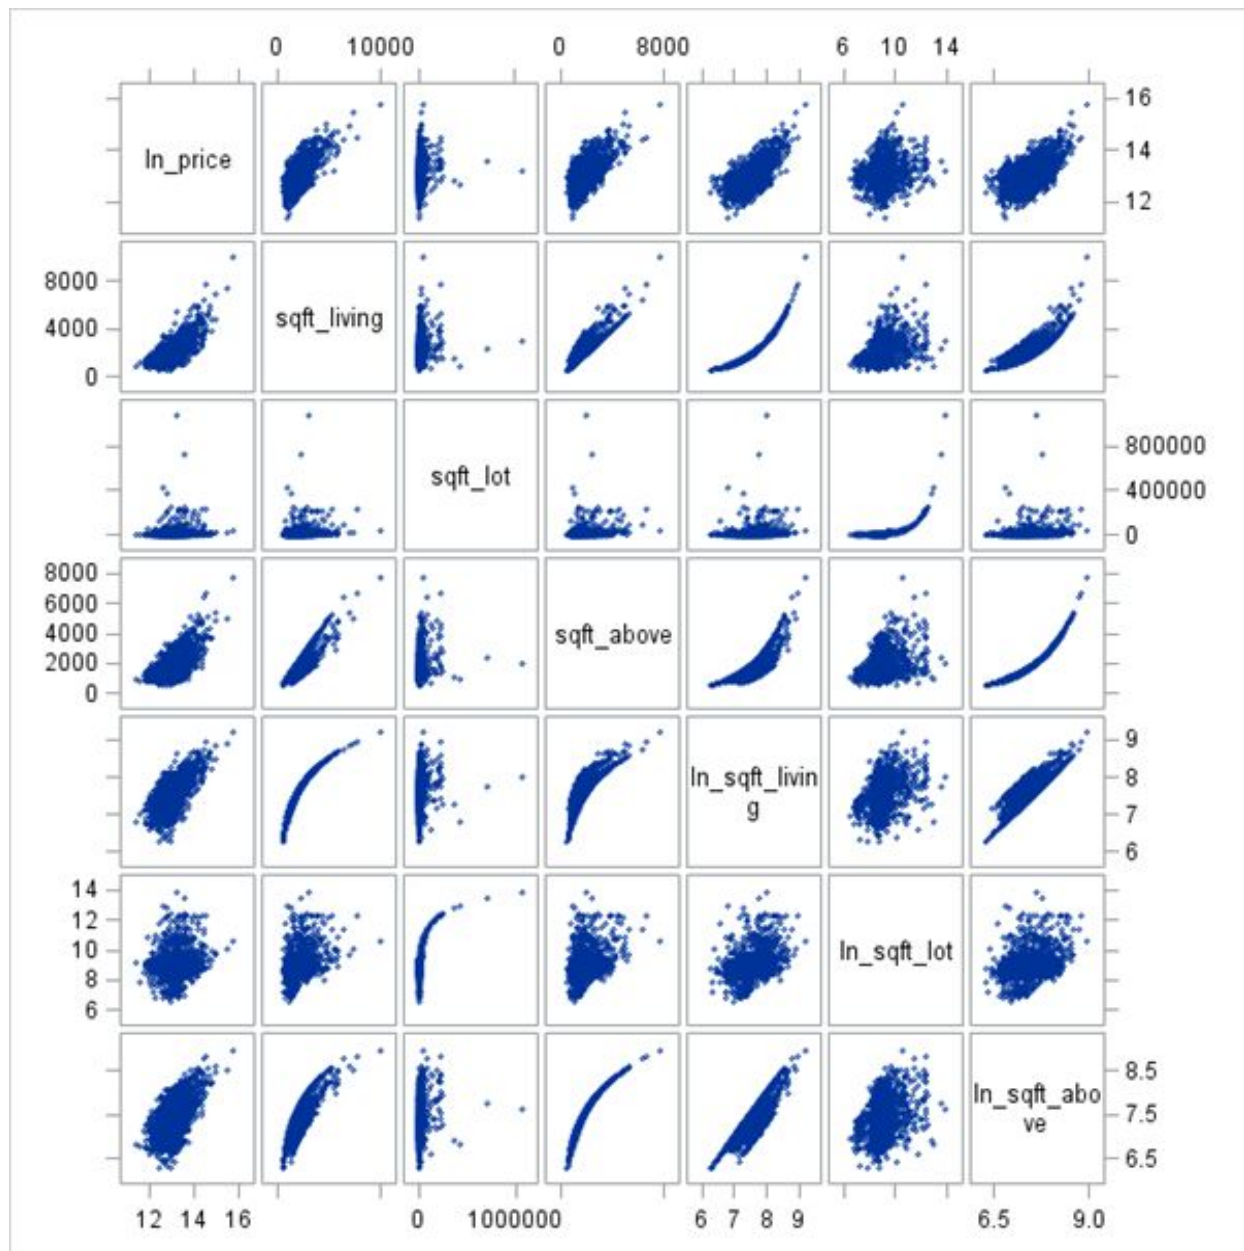 0 10000 0 8000 6 10 14
ln_price
16
14
12
8000
4000
0
sqft_living
sqft_lot
800000
400000
0
8000
6000
4000
2000
0
sqft_above
ln_sqft_livin
g
9
8
7
6
14
12
10
8
6
ln_sqft_lot
ln_sqft_abo
ve
8.5
7.5
6.5
12 14 16 0 1000000 6 7 8 9 6.5 9.0